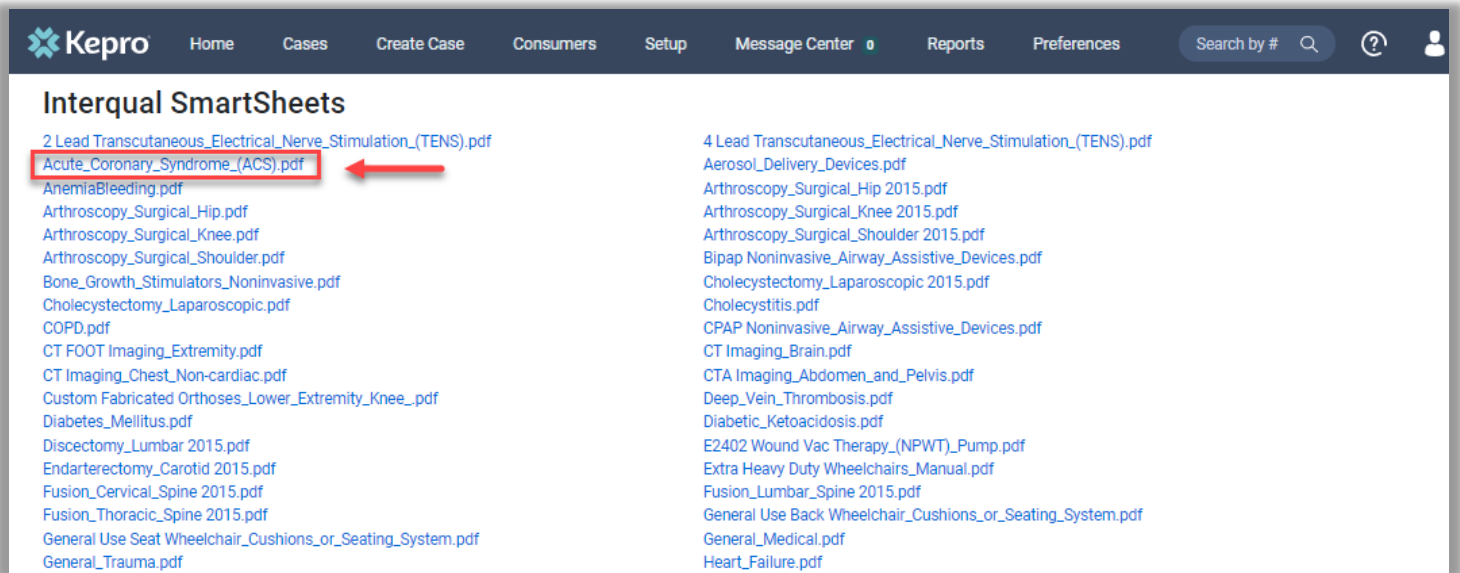 Kepro Home Cases Create Case Consumers Setup Message Center 0 Reports Preferences Search by # ?
Interqual SmartSheets
2 Lead Transcutaneous_Electrical_Nerve_Stimulation_(TENS).pdf 4 Lead Transcutaneous_Electrical_Nerve_Stimulation_(TENS).pdf
Acute_Coronary_Syndrome_(ACS).pdf Aerosol_Delivery_Devices.pdf
AnemiaBleeding.pdf Arthroscopy_Surgical_Hip 2015.pdf
Arthroscopy_Surgical_Hip.pdf Arthroscopy_Surgical_Knee 2015.pdf
Arthroscopy_Surgical_Knee.pdf Arthroscopy_Surgical_Shoulder 2015.pdf
Arthroscopy_Surgical_Shoulder.pdf Bipap Noninvasive_Airway_Assistive_Devices.pdf
Bone_Growth_Stimulators_Noninvasive.pdf Cholecystectomy_Laparoscopic 2015.pdf
Cholecystectomy_Laparoscopic.pdf Cholecystitis.pdf
COPD.pdf CPAP Noninvasive_Airway_Assistive_Devices.pdf
CT FOOT Imaging_Extremity.pdf CT Imaging_Brain.pdf
CT Imaging_Chest_Non-cardiac.pdf CTA Imaging_Abdomen_and_Pelvis.pdf
Custom Fabricated Orthoses_Lower_Extremity_Knee_.pdf Deep_Vein_Thrombosis.pdf
Diabetes_Mellitus.pdf Diabetic_Ketoacidosis.pdf
Discectomy_Lumbar 2015.pdf E2402 Wound Vac Therapy_(NPWT)_Pump.pdf
Endarterectomy_Carotid 2015.pdf Extra Heavy Duty Wheelchairs_Manual.pdf
Fusion_Cervical_Spine 2015.pdf Fusion_Lumbar_Spine 2015.pdf
Fusion_Thoracic_Spine 2015.pdf General Use Back Wheelchair_Cushions_or_Seating_System.pdf
General Use Seat Wheelchair_Cushions_or_Seating_System.pdf General_Medical.pdf
General_Trauma.pdf Heart_Failure.pdf